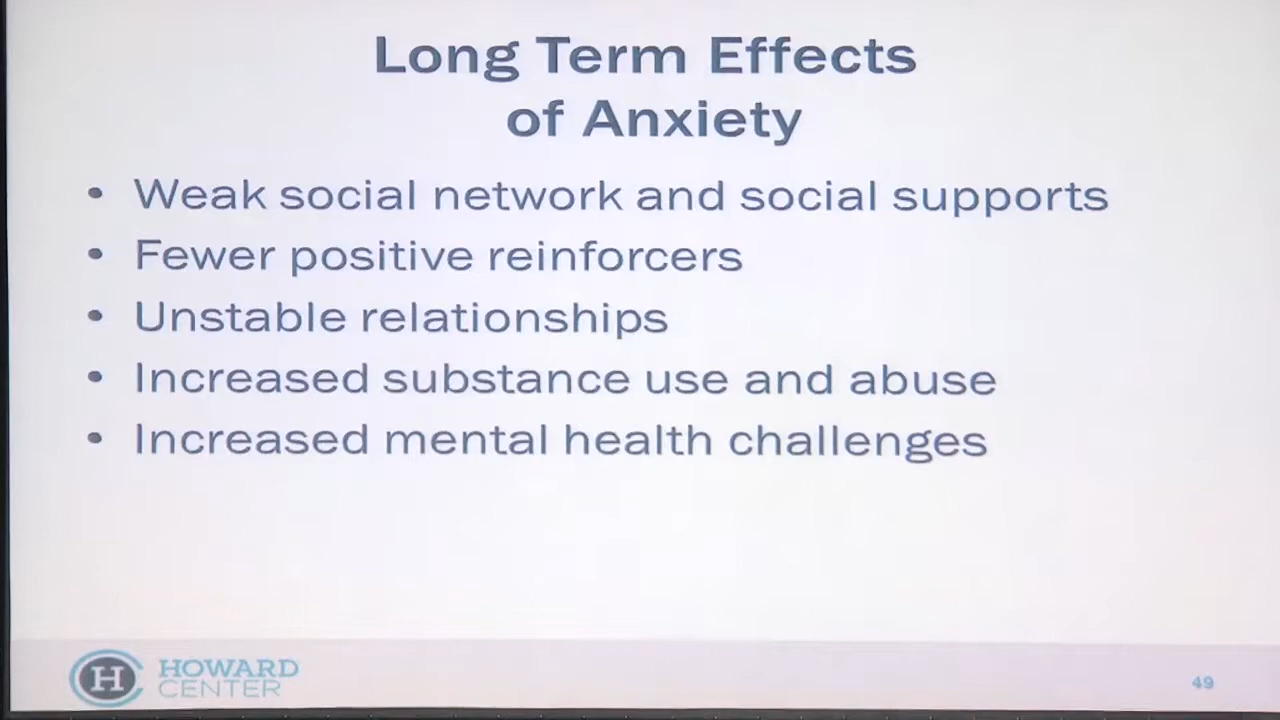 Long Term Effects
of Anxiety
• Weak social network and social supports
• Fewer positive reinforcers
• Unstable relationships
• Increased substance use and abuse
• Increased mental health challenges
H HOWARD
CENTER
49